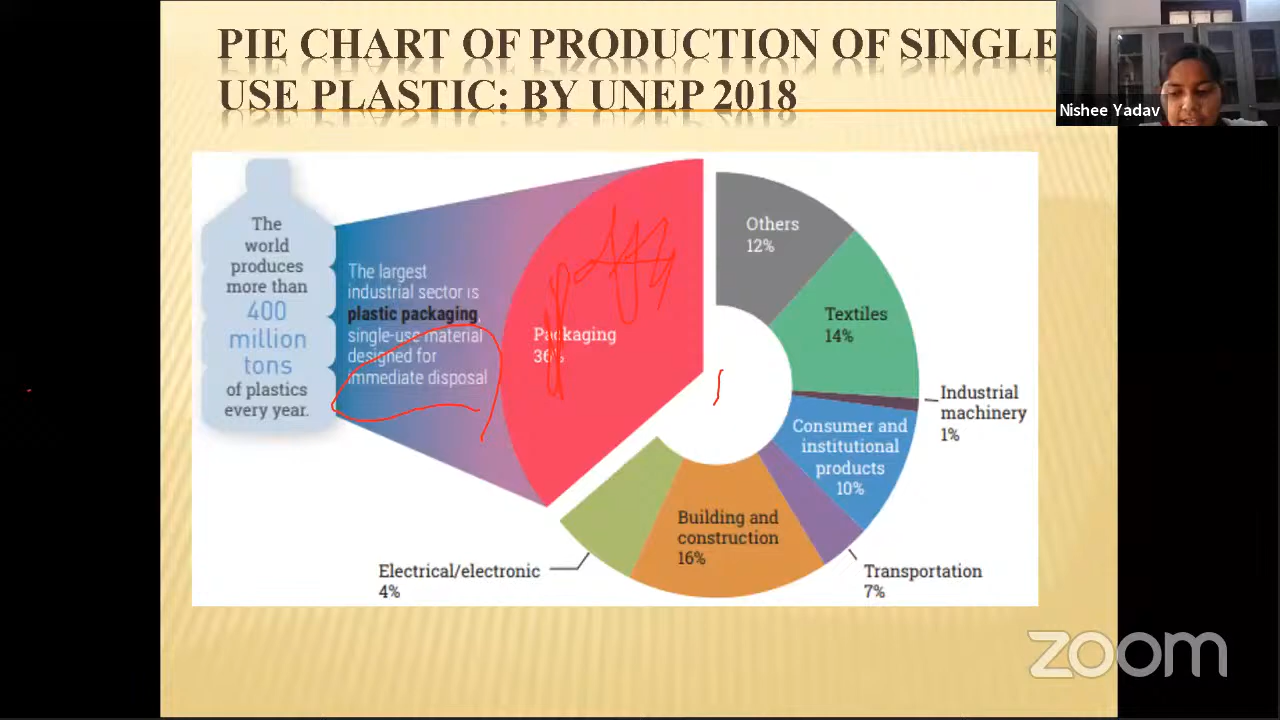 PIE CHART OF PRODUCTION OF SINGLE
USE PLASTIC: BY UNEP 2018
Nishee Yadav
The
world
produces
more than
400
million
tons
of plastics
every year.
The largest
industrial sector is
plastic packaging,
single-use material
designed for
immediate disposal
Packaging
36%
Others
12%
Textiles
14%
Industrial
machinery
1%
Consumer and
institutional
products
10%
Building and
construction
16%
Electrical/electronic
4%
Transportation
7%
zoom